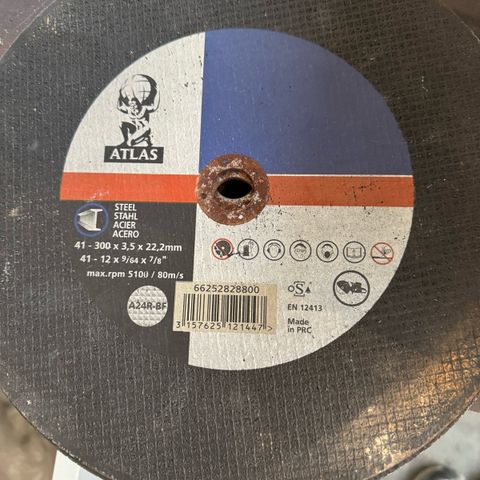 ATLAS
STEEL
STAHL
ACIER
ACERO
41 - 300 x 3,5 x 22,2mm
41 - 12 x 9/64 x 7/8"
max.rpm 5100 / 80m/s
A24R-BF
66252828800
3 157625 121447 >
oSa
EN 12413
Made
in PRC